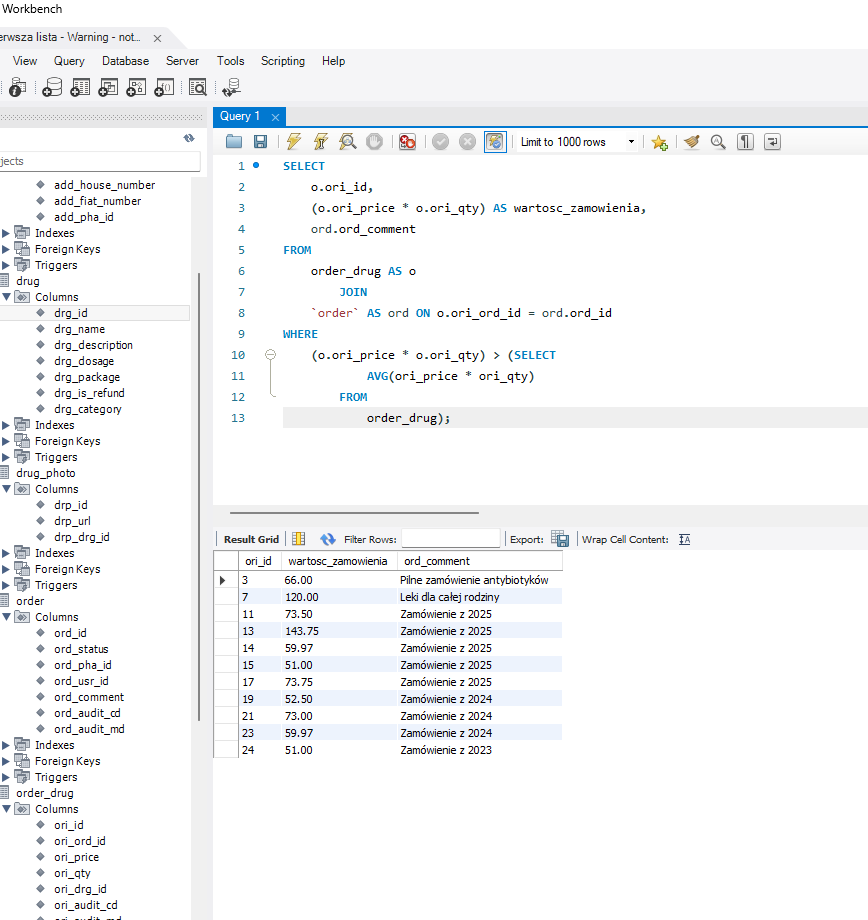 Workbench
erwsza lista - Warning - not...
View Query Database Server Tools Scripting Help
Query 1
Limit to 1000 rows
jects
add_house_number
add_fiat_number
add_pha_id
Indexes
Foreign Keys
Triggers
drug
Columns
drg_id
drg_name
drg_description
drg_dosage
drg_package
drg_is_refund
drg_category
Indexes
Foreign Keys
Triggers
drug_photo
Columns
drp_id
drp_url
drp_drg_id
Indexes
Foreign Keys
Triggers
order
Columns
ord_id
ord_status
ord_pha_id
ord_usr_id
ord_comment
ord_audit_cd
ord_audit_md
Indexes
Foreign Keys
Triggers
order_drug
Columns
ori_id
ori_ord_id
ori_price
ori_qty
ori_drg_id
ori_audit_cd
ori_audit_md
1 SELECT
2 o.ori_id,
3 (o.ori_price * o.ori_qty) AS wartosc_zamowienia,
4 ord.ord_comment
5 FROM
6 order_drug AS o
7 JOIN
8 `order` AS ord ON o.ori_ord_id = ord.ord_id
9 WHERE
10 (o.ori_price * o.ori_qty) > (SELECT
11 AVG(ori_price * ori_qty)
12 FROM
13 order_drug);
Result Grid Filter Rows: Export: Wrap Cell Content:
ori_id wartosc_zamowienia ord_comment
3 66.00 Pilne zamówienie antybiotyków
7 120.00 Leki dla całej rodziny
11 73.50 Zamówienie z 2025
13 143.75 Zamówienie z 2025
14 59.97 Zamówienie z 2025
15 51.00 Zamówienie z 2025
17 73.75 Zamówienie z 2025
19 52.50 Zamówienie z 2024
21 73.00 Zamówienie z 2024
23 59.97 Zamówienie z 2024
24 51.00 Zamówienie z 2023